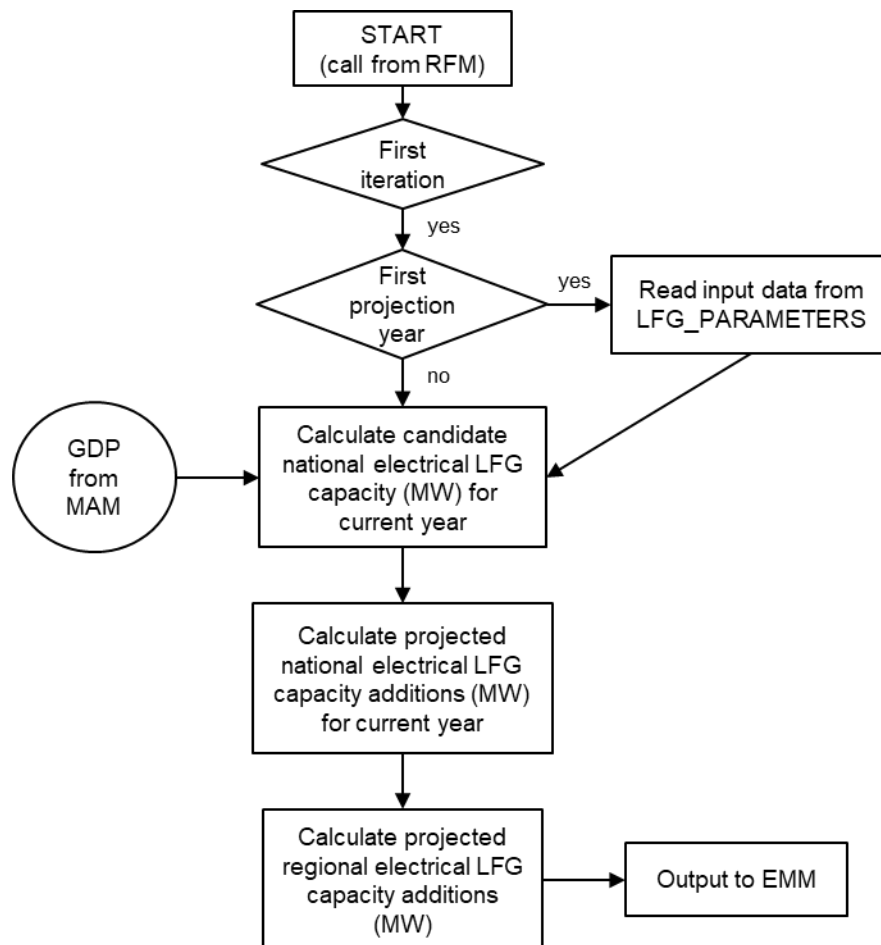 START
(call from RFM)
First
iteration
yes
First
projection
year
yes
Read input data from
LFG_PARAMETERS
no
GDP
from
MAM
Calculate candidate
national electrical LFG
capacity (MW) for
current year
Calculate projected
national electrical LFG
capacity additions (MW)
for current year
Calculate projected
regional electrical LFG
capacity additions
(MW)
Output to EMM